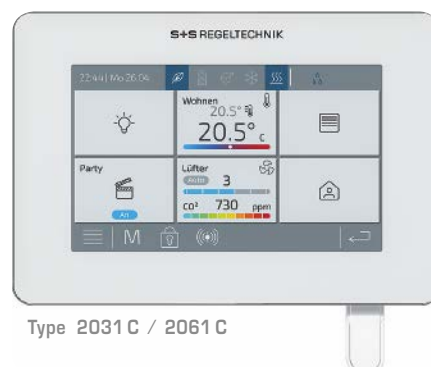 S+S REGELTECHNIK
22:44 | Mo 26.04
Wohnen
20.5°
20.5° C
Party
An
Lüfter
Auto 3
CO² 730 ppm
M
Type 2031 C / 2061 C